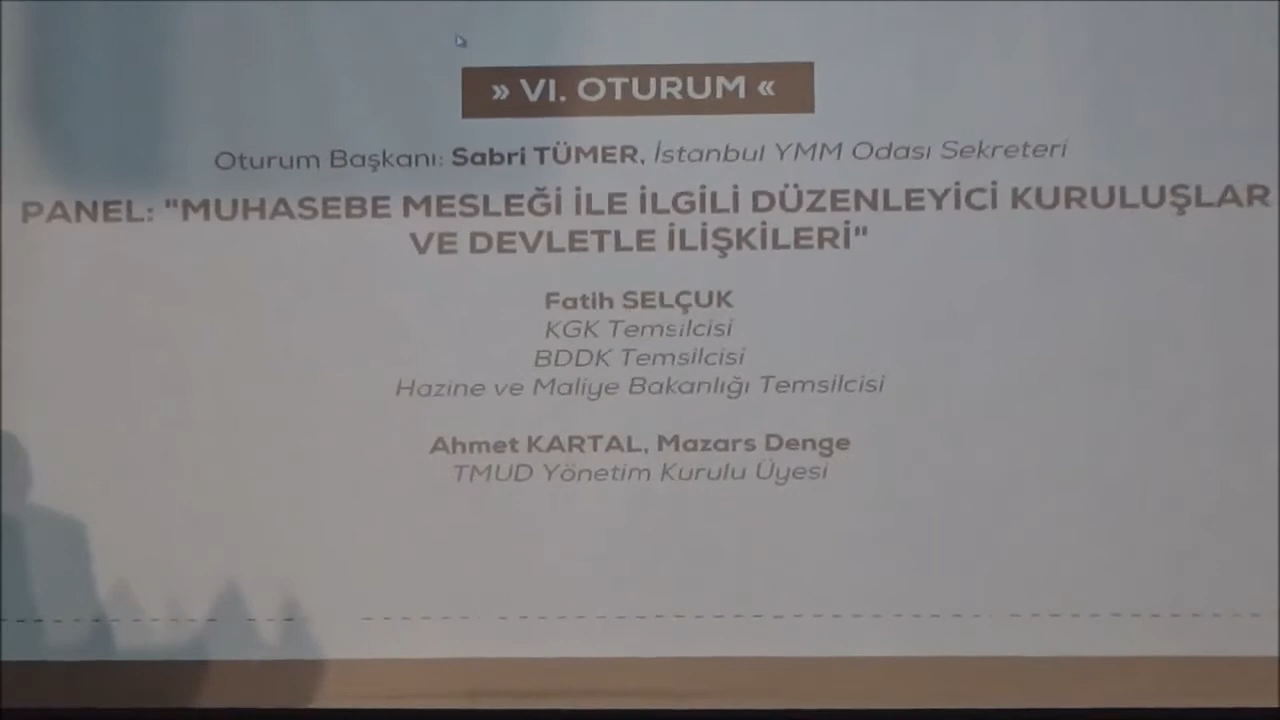 » VI. OTURUM «
Oturum Başkanı: Sabri TÜMER, İstanbul YMM Odası Sekreteri
PANEL: "MUHASEBE MESLEĞİ İLE İLGİLİ DÜZENLEYİCİ KURULUŞLAR
VE DEVLETLE İLİŞKİLERİ"
Fatih SELÇUK
KGK Temsilcisi
BDDK Temsilcisi
Hazine ve Maliye Bakanlığı Temsilcisi
Ahmet KARTAL, Mazars Denge
TMUD Yönetim Kurulu Üyesi